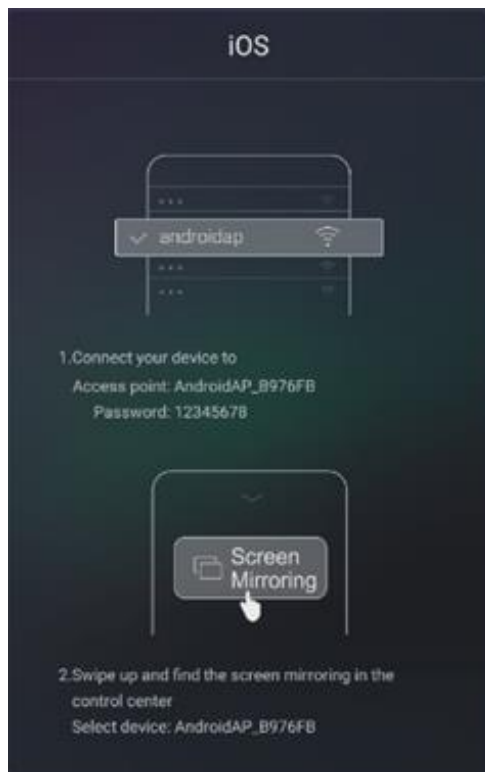 iOS
androidap
1.Connect your device to
Access point: AndroidAP_B976FB
Password: 12345678
Screen
Mirroring
2.Swipe up and find the screen mirroring in the
control center
Select device: AndroidAP_B976FB